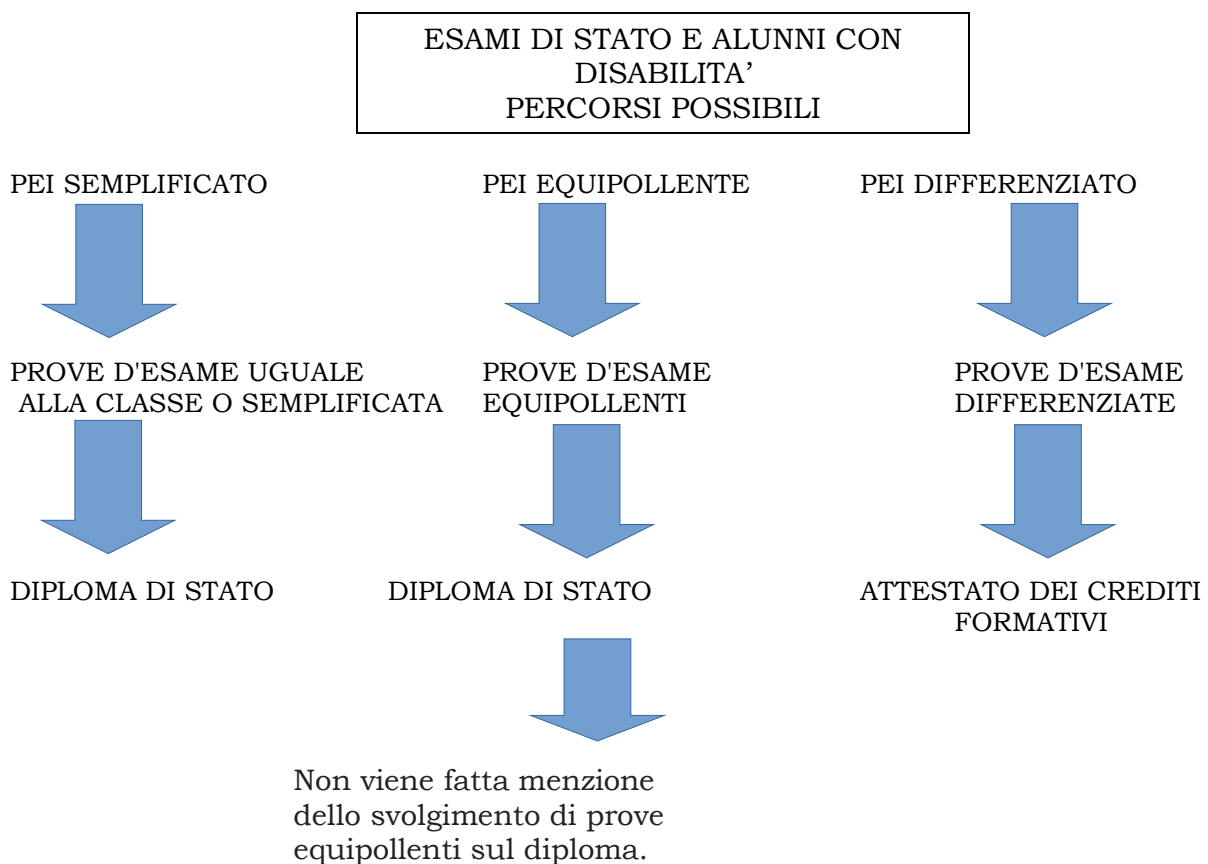 ESAMI DI STATO E ALUNNI CON
DISABILITA’
PERCORSI POSSIBILI
PEI SEMPLIFICATO
PEI EQUIPOLLENTE
PEI DIFFERENZIATO
PROVE D'ESAME UGUALE
ALLA CLASSE O SEMPLIFICATA
PROVE D'ESAME
EQUIPOLLENTI
PROVE D'ESAME
DIFFERENZIATE
DIPLOMA DI STATO
DIPLOMA DI STATO
ATTESTATO DEI CREDITI
FORMATIVI
Non viene fatta menzione
dello svolgimento di prove
equipollenti sul diploma.